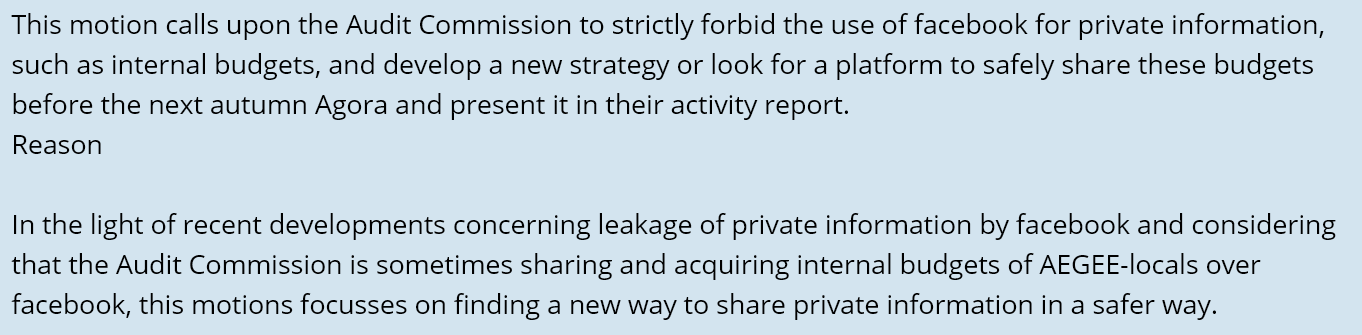 This motion calls upon the Audit Commission to strictly forbid the use of facebook for private information,
such as internal budgets, and develop a new strategy or look for a platform to safely share these budgets
before the next autumn Agora and present it in their activity report.
Reason
In the light of recent developments concerning leakage of private information by facebook and considering
that the Audit Commission is sometimes sharing and acquiring internal budgets of AEGEE-locals over
facebook, this motions focusses on finding a new way to share private information in a safer way.